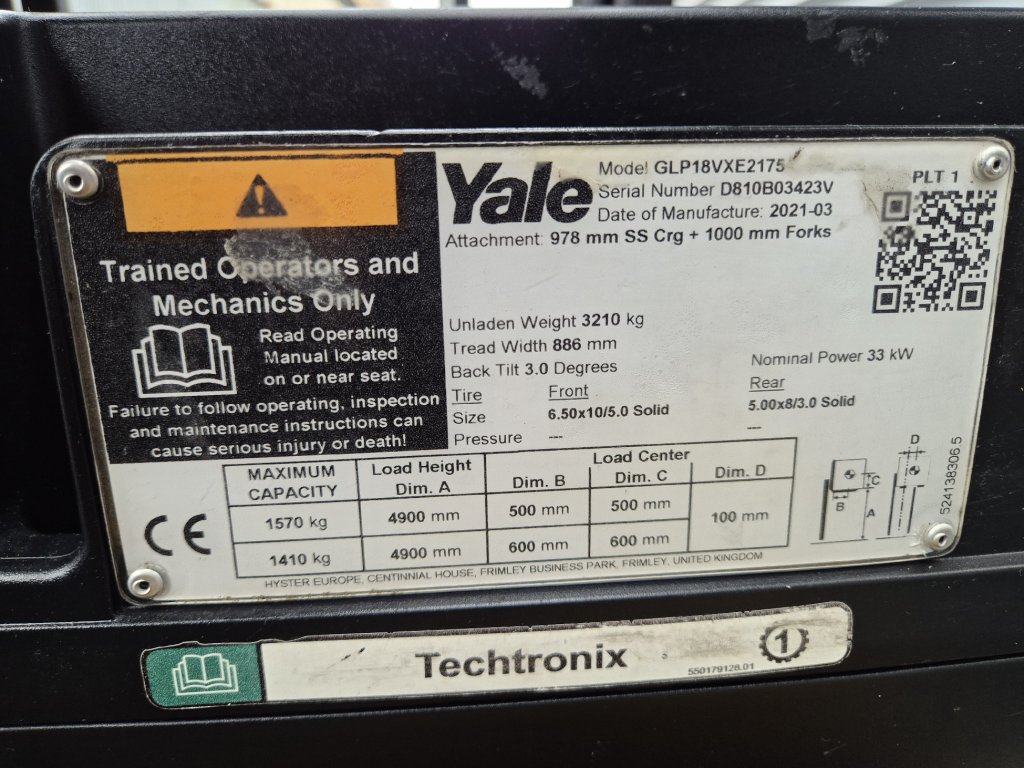 Yale
Model GLP18VXE2175
Serial Number D810B03423V
Date of Manufacture: 2021-03
Attachment: 978 mm SS Crg + 1000 mm Forks
PLT 1
Trained Operators and
Mechanics Only
Read Operating
Manual located
on or near seat.
Failure to follow operating, inspection
and maintenance instructions can
cause serious injury or death!
Unladen Weight 3210 kg
Tread Width 886 mm
Back Tilt 3.0 Degrees
Nominal Power 33 kW
Tire Front Rear
Size 6.50x10/5.0 Solid 5.00x8/3.0 Solid
Pressure --- ---
MAXIMUM CAPACITY Load Height Dim. A Load Center Dim. B Dim. C Dim. D
1570 kg 4900 mm 500 mm 500 mm 100 mm
1410 kg 4900 mm 600 mm 600 mm
D
C
B A
524138306.5
CE
HYSTER EUROPE, CENTINNIAL HOUSE, FRIMLEY BUSINESS PARK, FRIMLEY, UNITED KINGDOM
Techtronix
550179128.01
1